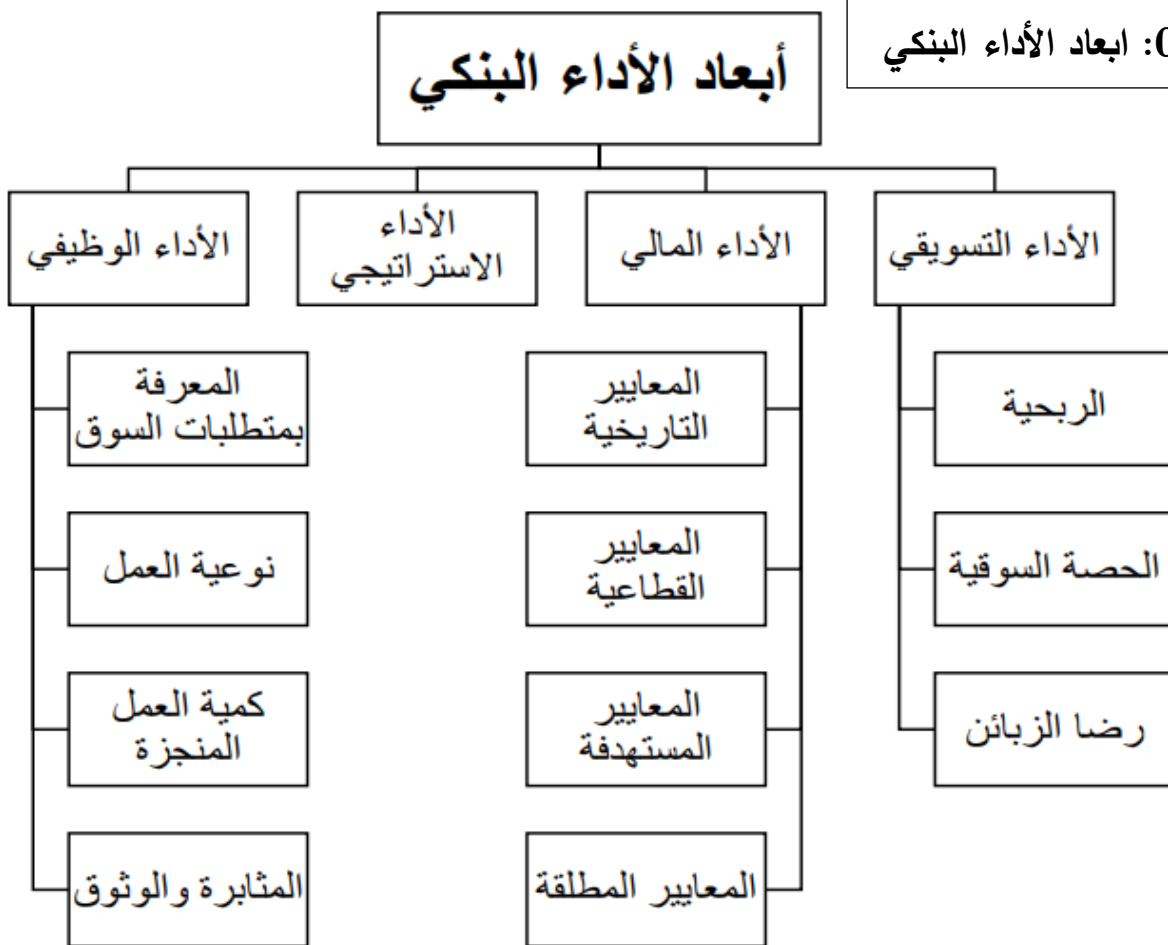 0: ابعاد الأداء البنكي
أبعاد الأداء البنكي
الأداء التسويقي
الأداء المالي
الأداء
الاستراتيجي
الأداء الوظيفي
الربحية
الحصة السوقية
رضا الزبائن
المعايير
التاريخية
المعايير
القطاعية
المعايير
المستهدفة
المعايير المطلقة
المعرفة
بمتطلبات السوق
نوعية العمل
كمية العمل
المنجزة
المثابرة والوثوق